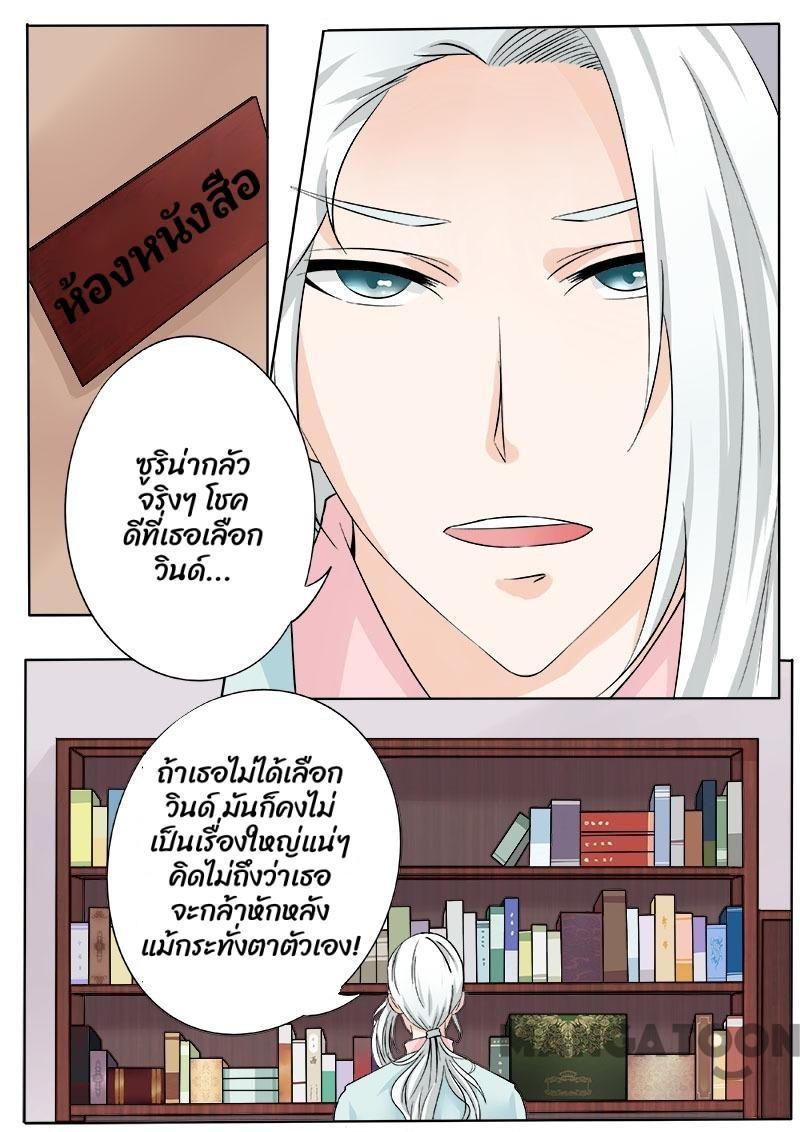 ห้องหนังสือ
ซูริน่ากลัว
จริงๆ โชค
ดีที่เธอเลือก
วินด์...
ถ้าเธอไม่ได้เลือก
วินด์ มันก็คงไม่
เป็นเรื่องใหญ่แน่ๆ
คิดไม่ถึงว่าเธอ
จะกล้าหักหลัง
แม้กระทั่งตาตัวเอง!
MANGATOON